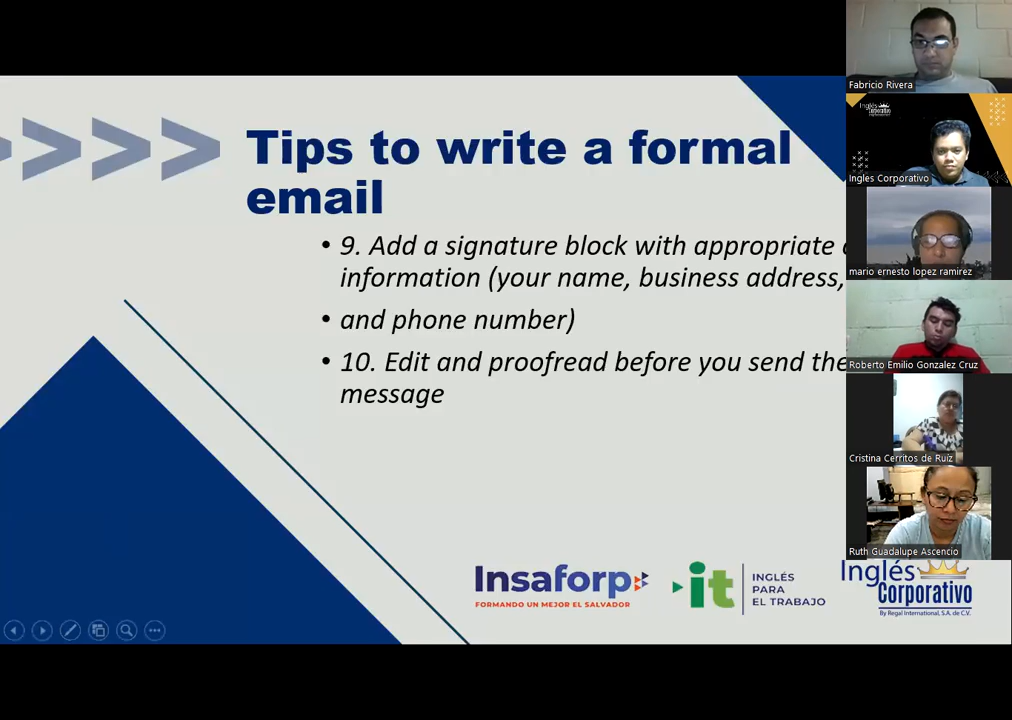 Tips to write a formal
email
• 9. Add a signature block with appropriate
information (your name, business address,
• and phone number)
• 10. Edit and proofread before you send the
message
Insaforp
FORMANDO UN MEJOR EL SALVADOR
it
INGLÉS
PARA
EL TRABAJO
Inglés
Corporativo
By Regal International, S.A. de C.V.
Fabricio Rivera
Inglés
Corporativo
Ingles Corporativo
mario ernesto lopez ramirez
Roberto Emilio Gonzalez Cruz
Cristina Cerritos de Ruiz
Ruth Guadalupe Ascencio